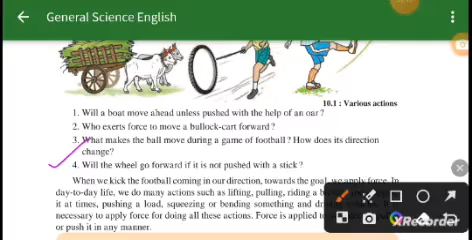 General Science English
10.1 : Various actions
1. Will a boat move ahead unless pushed with the help of an oar ?
2. Who exerts force to move a bullock-cart forward ?
3. What makes the ball move during a game of football ? How does its direction
change?
4. Will the wheel go forward if it is not pushed with a stick ?
When we kick the football coming in our direction, towards the goal, we apply force. In
day-to-day life, we do many actions such as lifting, pulling, riding a
it at times, pushing a load, squeezing or bending something and
necessary to apply force for doing all these actions. Force is applied
or push it in any manner.
XRecorder